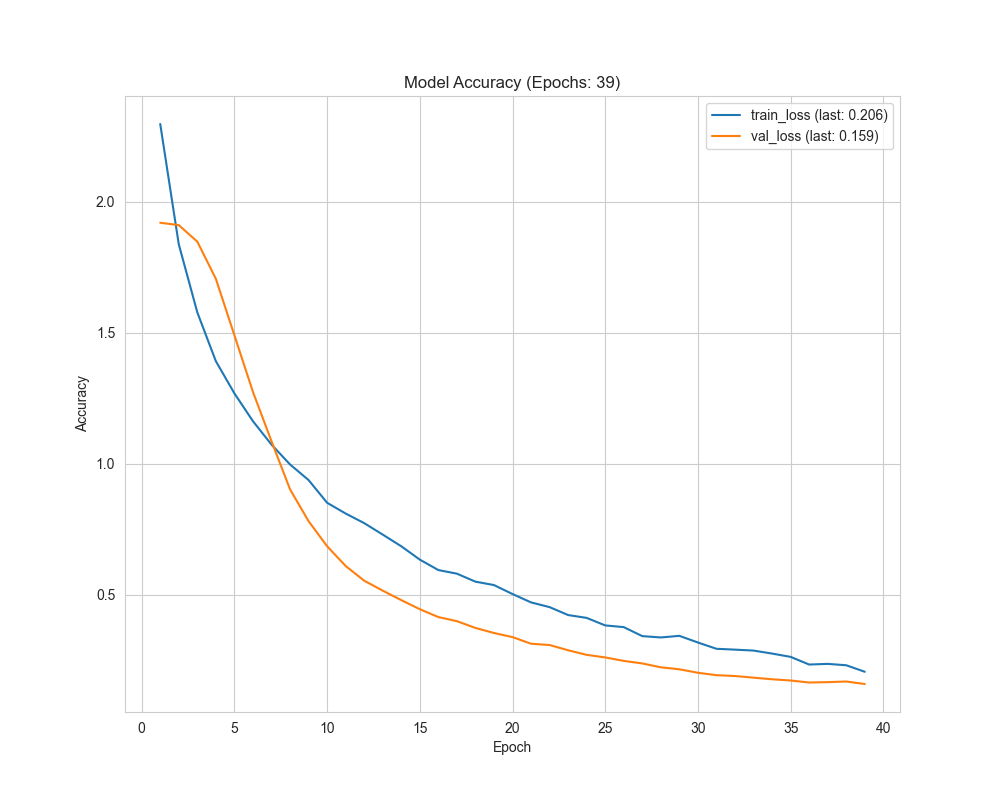 Model Accuracy (Epochs: 39)
train_loss (last: 0.206)
val_loss (last: 0.159)
2.0
1.5
1.0
0.5
Accuracy
0 5 10 15 20 25 30 35 40
Epoch